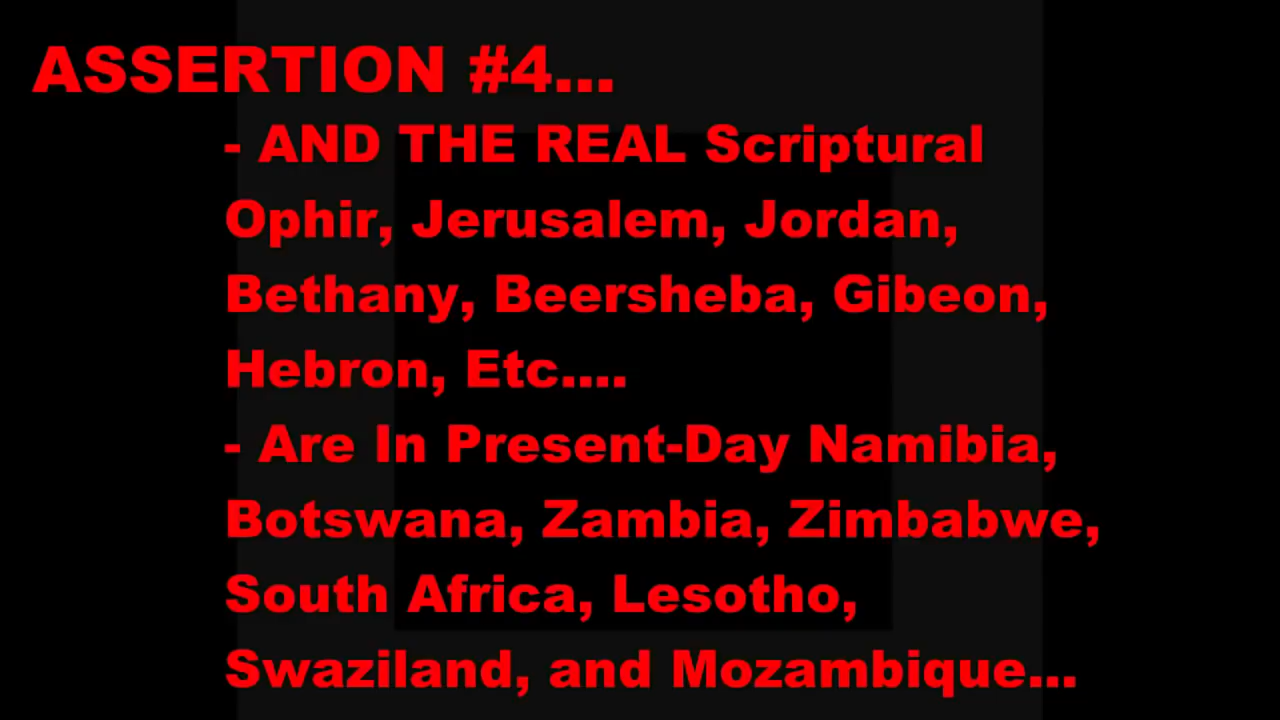 ASSERTION #4...
- AND THE REAL Scriptural
Ophir, Jerusalem, Jordan,
Bethany, Beersheba, Gibeon,
Hebron, Etc....
- Are In Present-Day Namibia,
Botswana, Zambia, Zimbabwe,
South Africa, Lesotho,
Swaziland, and Mozambique...